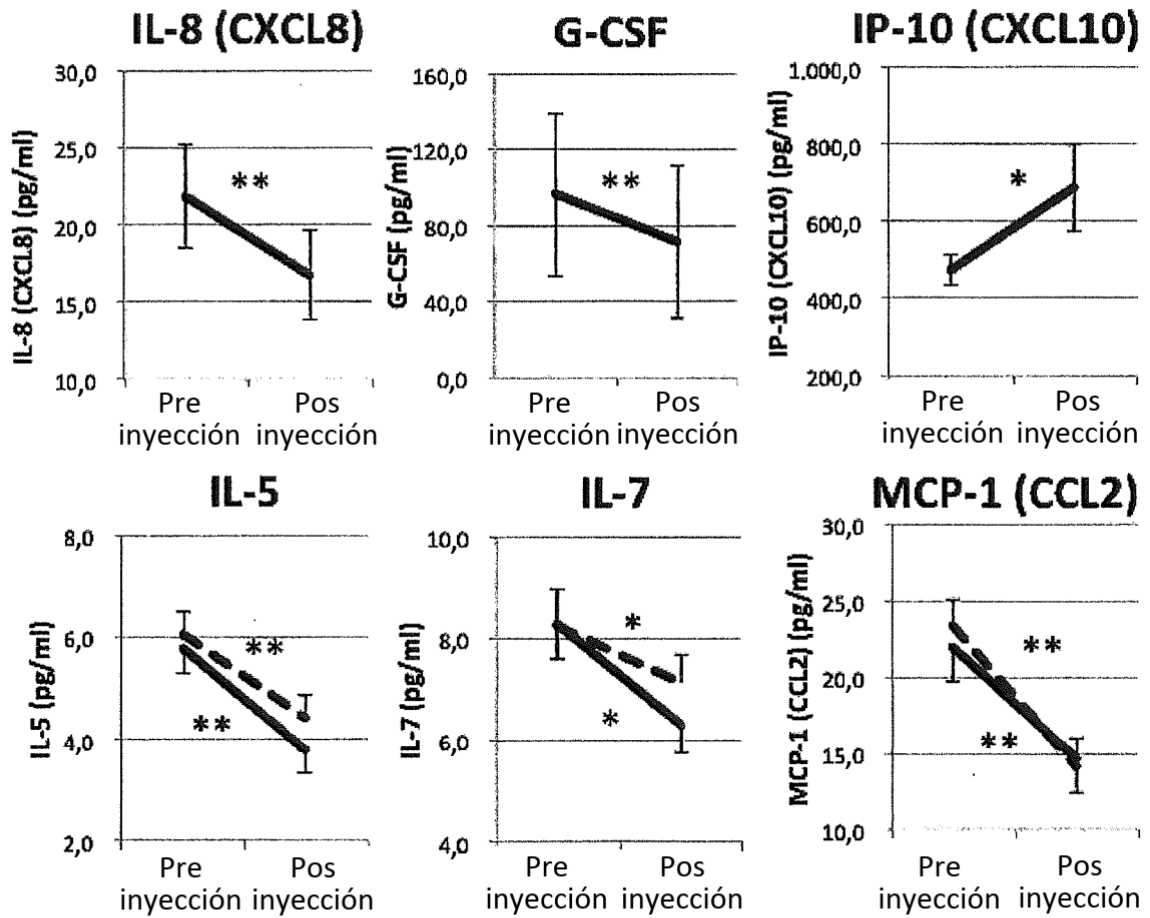 IL-8 (CXCL8)
IL-8 (CXCL8) (pg/ml)
30,0
25,0
20,0
15,0
10,0
**
Pre
inyección
Pos
inyección
G-CSF
G-CSF (pg/ml)
160,0
120,0
80,0
40,0
0,0
**
Pre
inyección
Pos
inyección
IP-10 (CXCL10)
IP-10 (CXCL10) (pg/ml)
1.000,0
800,0
600,0
400,0
200,0
*
Pre
inyección
Pos
inyección
IL-5
IL-5 (pg/ml)
8,0
6,0
4,0
2,0
**
**
Pre
inyección
Pos
inyección
IL-7
IL-7 (pg/ml)
10,0
8,0
6,0
4,0
*
*
Pre
inyección
Pos
inyección
MCP-1 (CCL2)
MCP-1 (CCL2) (pg/ml)
30,0
25,0
20,0
15,0
10,0
**
**
Pre
inyección
Pos
inyección